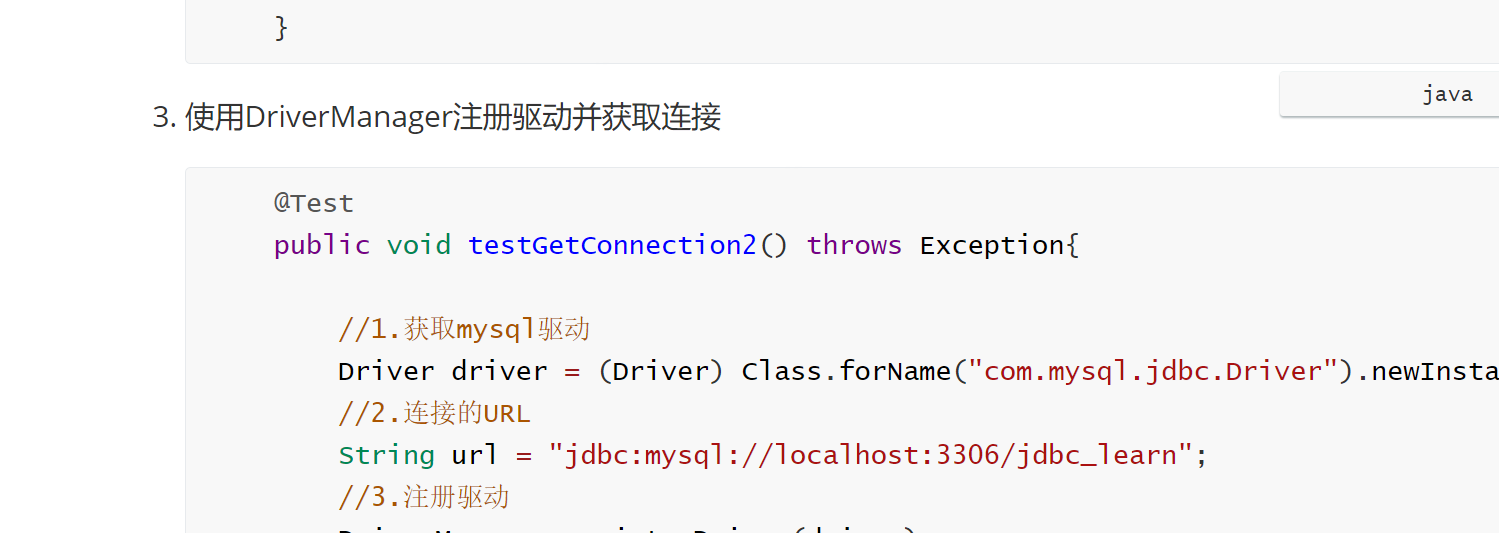 }
java
3. 使用DriverManager注册驱动并获取连接
@Test
public void testGetConnection2() throws Exception{
//1.获取mysql驱动
Driver driver = (Driver) Class.forName("com.mysql.jdbc.Driver").newInsta
//2.连接的URL
String url = "jdbc:mysql://localhost:3306/jdbc_learn";
//3.注册驱动